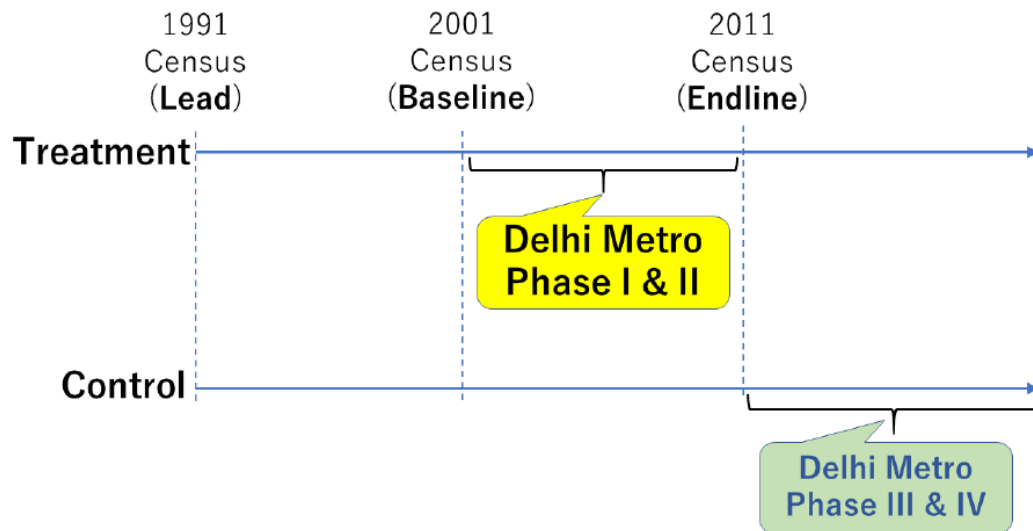 1991
Census
(Lead)
2001
Census
(Baseline)
2011
Census
(Endline)
Treatment
Delhi Metro
Phase I & II
Control
Delhi Metro
Phase III & IV